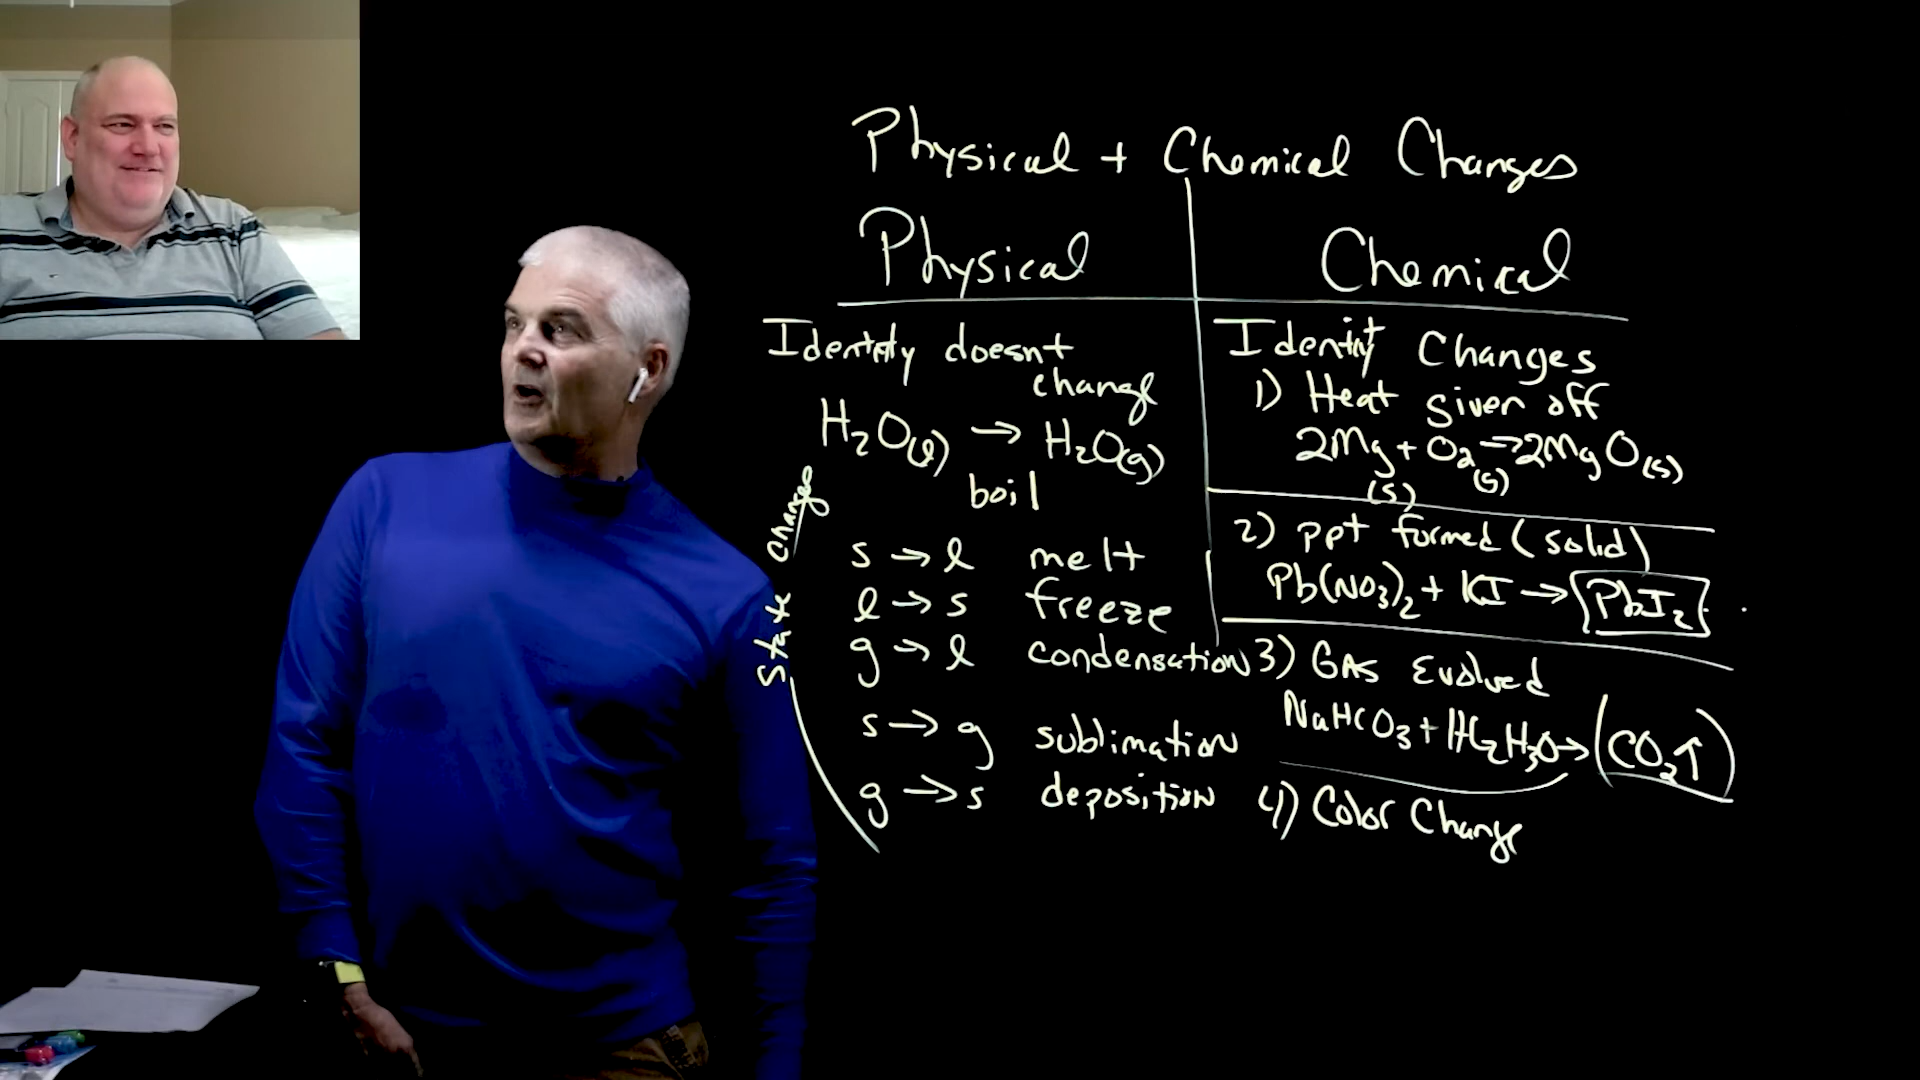 Physical + Chemical Changes
Physical
Identity doesnt
change
H₂O(l) → H₂O(g)
boil
state changes
s → l melt
l → s freeze
g → l condensation
s → g sublimation
g → s deposition
Chemical
Identity Changes
1) Heat given off
2Mg + O₂ → 2MgO(s)
(s) (s)
2) ppt formed (solid)
Pb(NO₃)₂ + KI → PbI₂
3) GAS Evolved
NaHCO₃ + HC₂H₃O → CO₂↑
4) Color Change